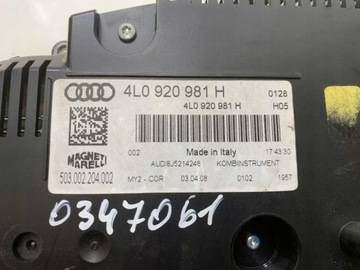 4L0 920 981 H
0128
4L0 920 981 H
H05
002
Made in Italy
17 43:30
MAGNETI
MARELLI
AUDI8J5214248
KOMBIINSTRUMENT
503.002.204.002
MY2 - COR
03.04.08
0102
1957
0347061